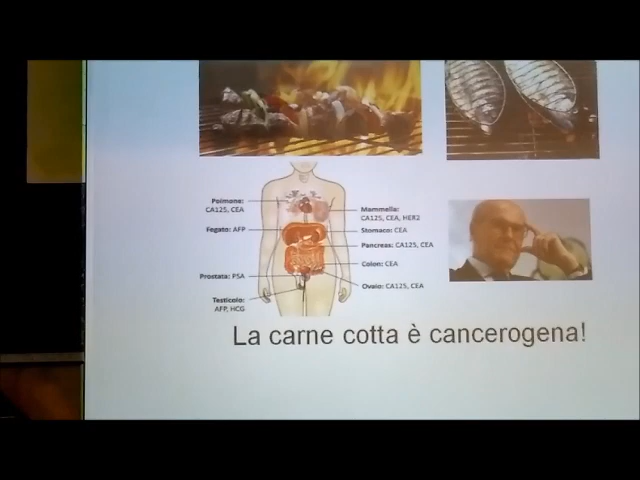 Polmone:
CA125, CEA
Fegato: AFP
Prostata: PSA
Testicolo:
AFP, HCG
Mammella:
CA125, CEA, HER2
Stomaco: CEA
Pancreas: CA125, CEA
Colon: CEA
Ovaio: CA125, CEA
La carne cotta è cancerogena!